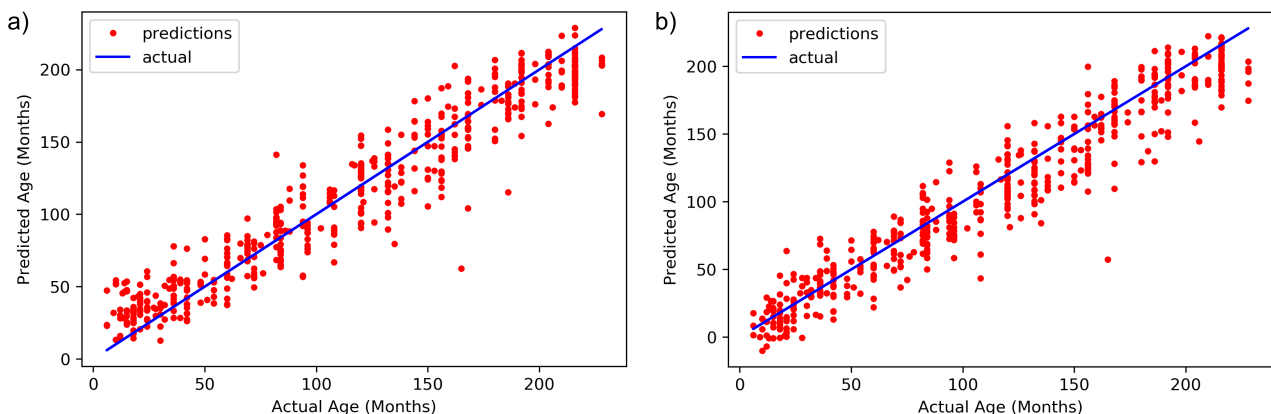 a)
predictions
actual
Predicted Age (Months)
200
150
100
50
0
0 50 100 150 200
Actual Age (Months)
b)
predictions
actual
Predicted Age (Months)
200
150
100
50
0
0 50 100 150 200
Actual Age (Months)